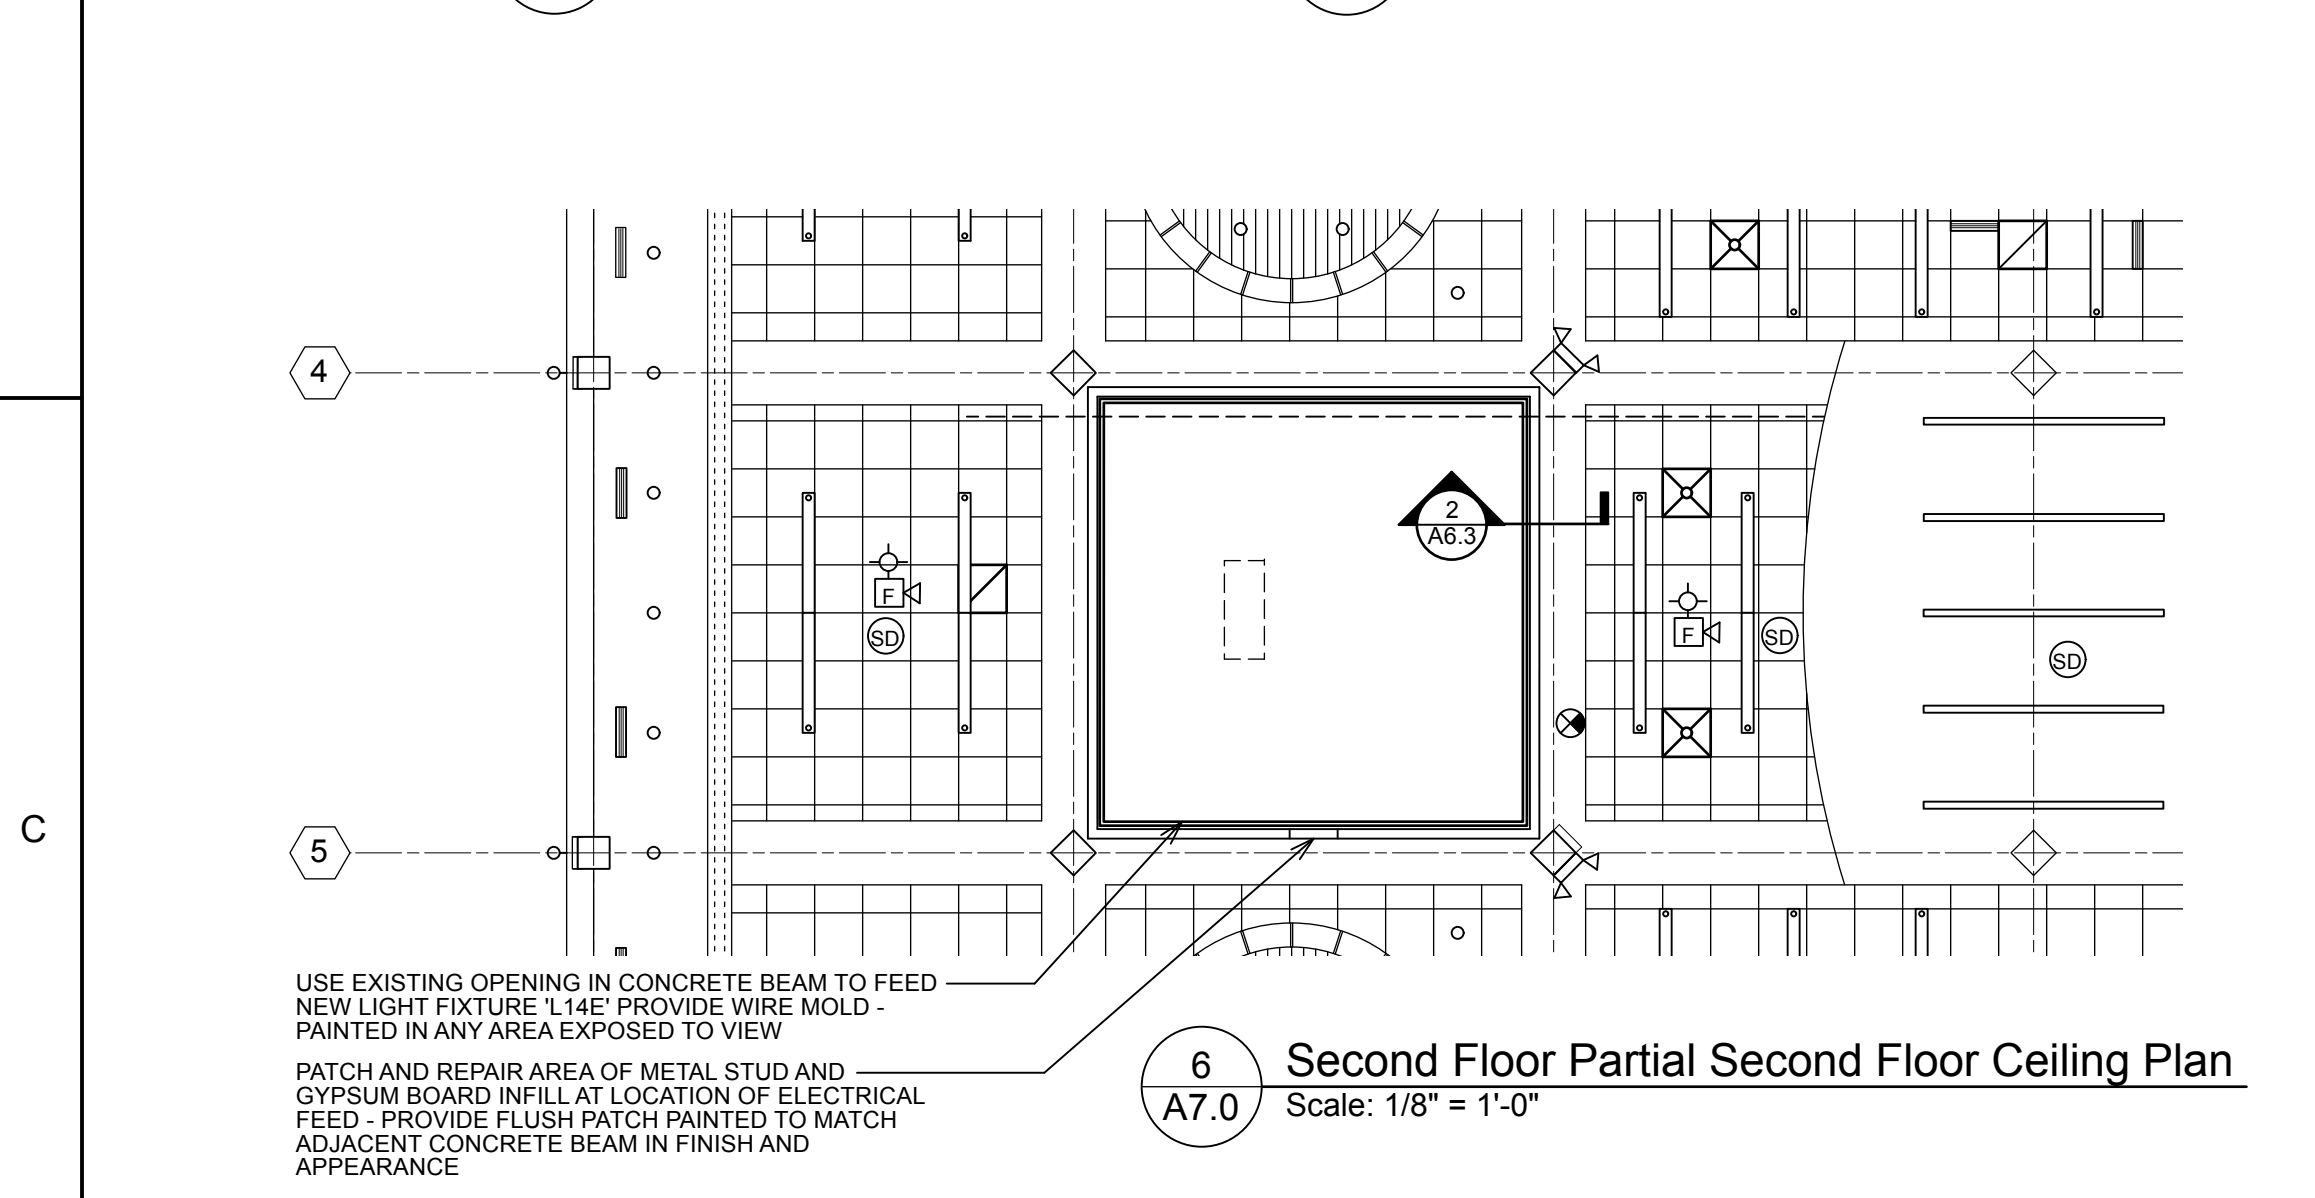 4
2
A6.3
F
SD
F
SD
SD
C
5
USE EXISTING OPENING IN CONCRETE BEAM TO FEED
NEW LIGHT FIXTURE 'L14E' PROVIDE WIRE MOLD -
PAINTED IN ANY AREA EXPOSED TO VIEW
PATCH AND REPAIR AREA OF METAL STUD AND
GYPSUM BOARD INFILL AT LOCATION OF ELECTRICAL
FEED - PROVIDE FLUSH PATCH PAINTED TO MATCH
ADJACENT CONCRETE BEAM IN FINISH AND
APPEARANCE
6
A7.0
Second Floor Partial Second Floor Ceiling Plan
Scale: 1/8" = 1'-0"